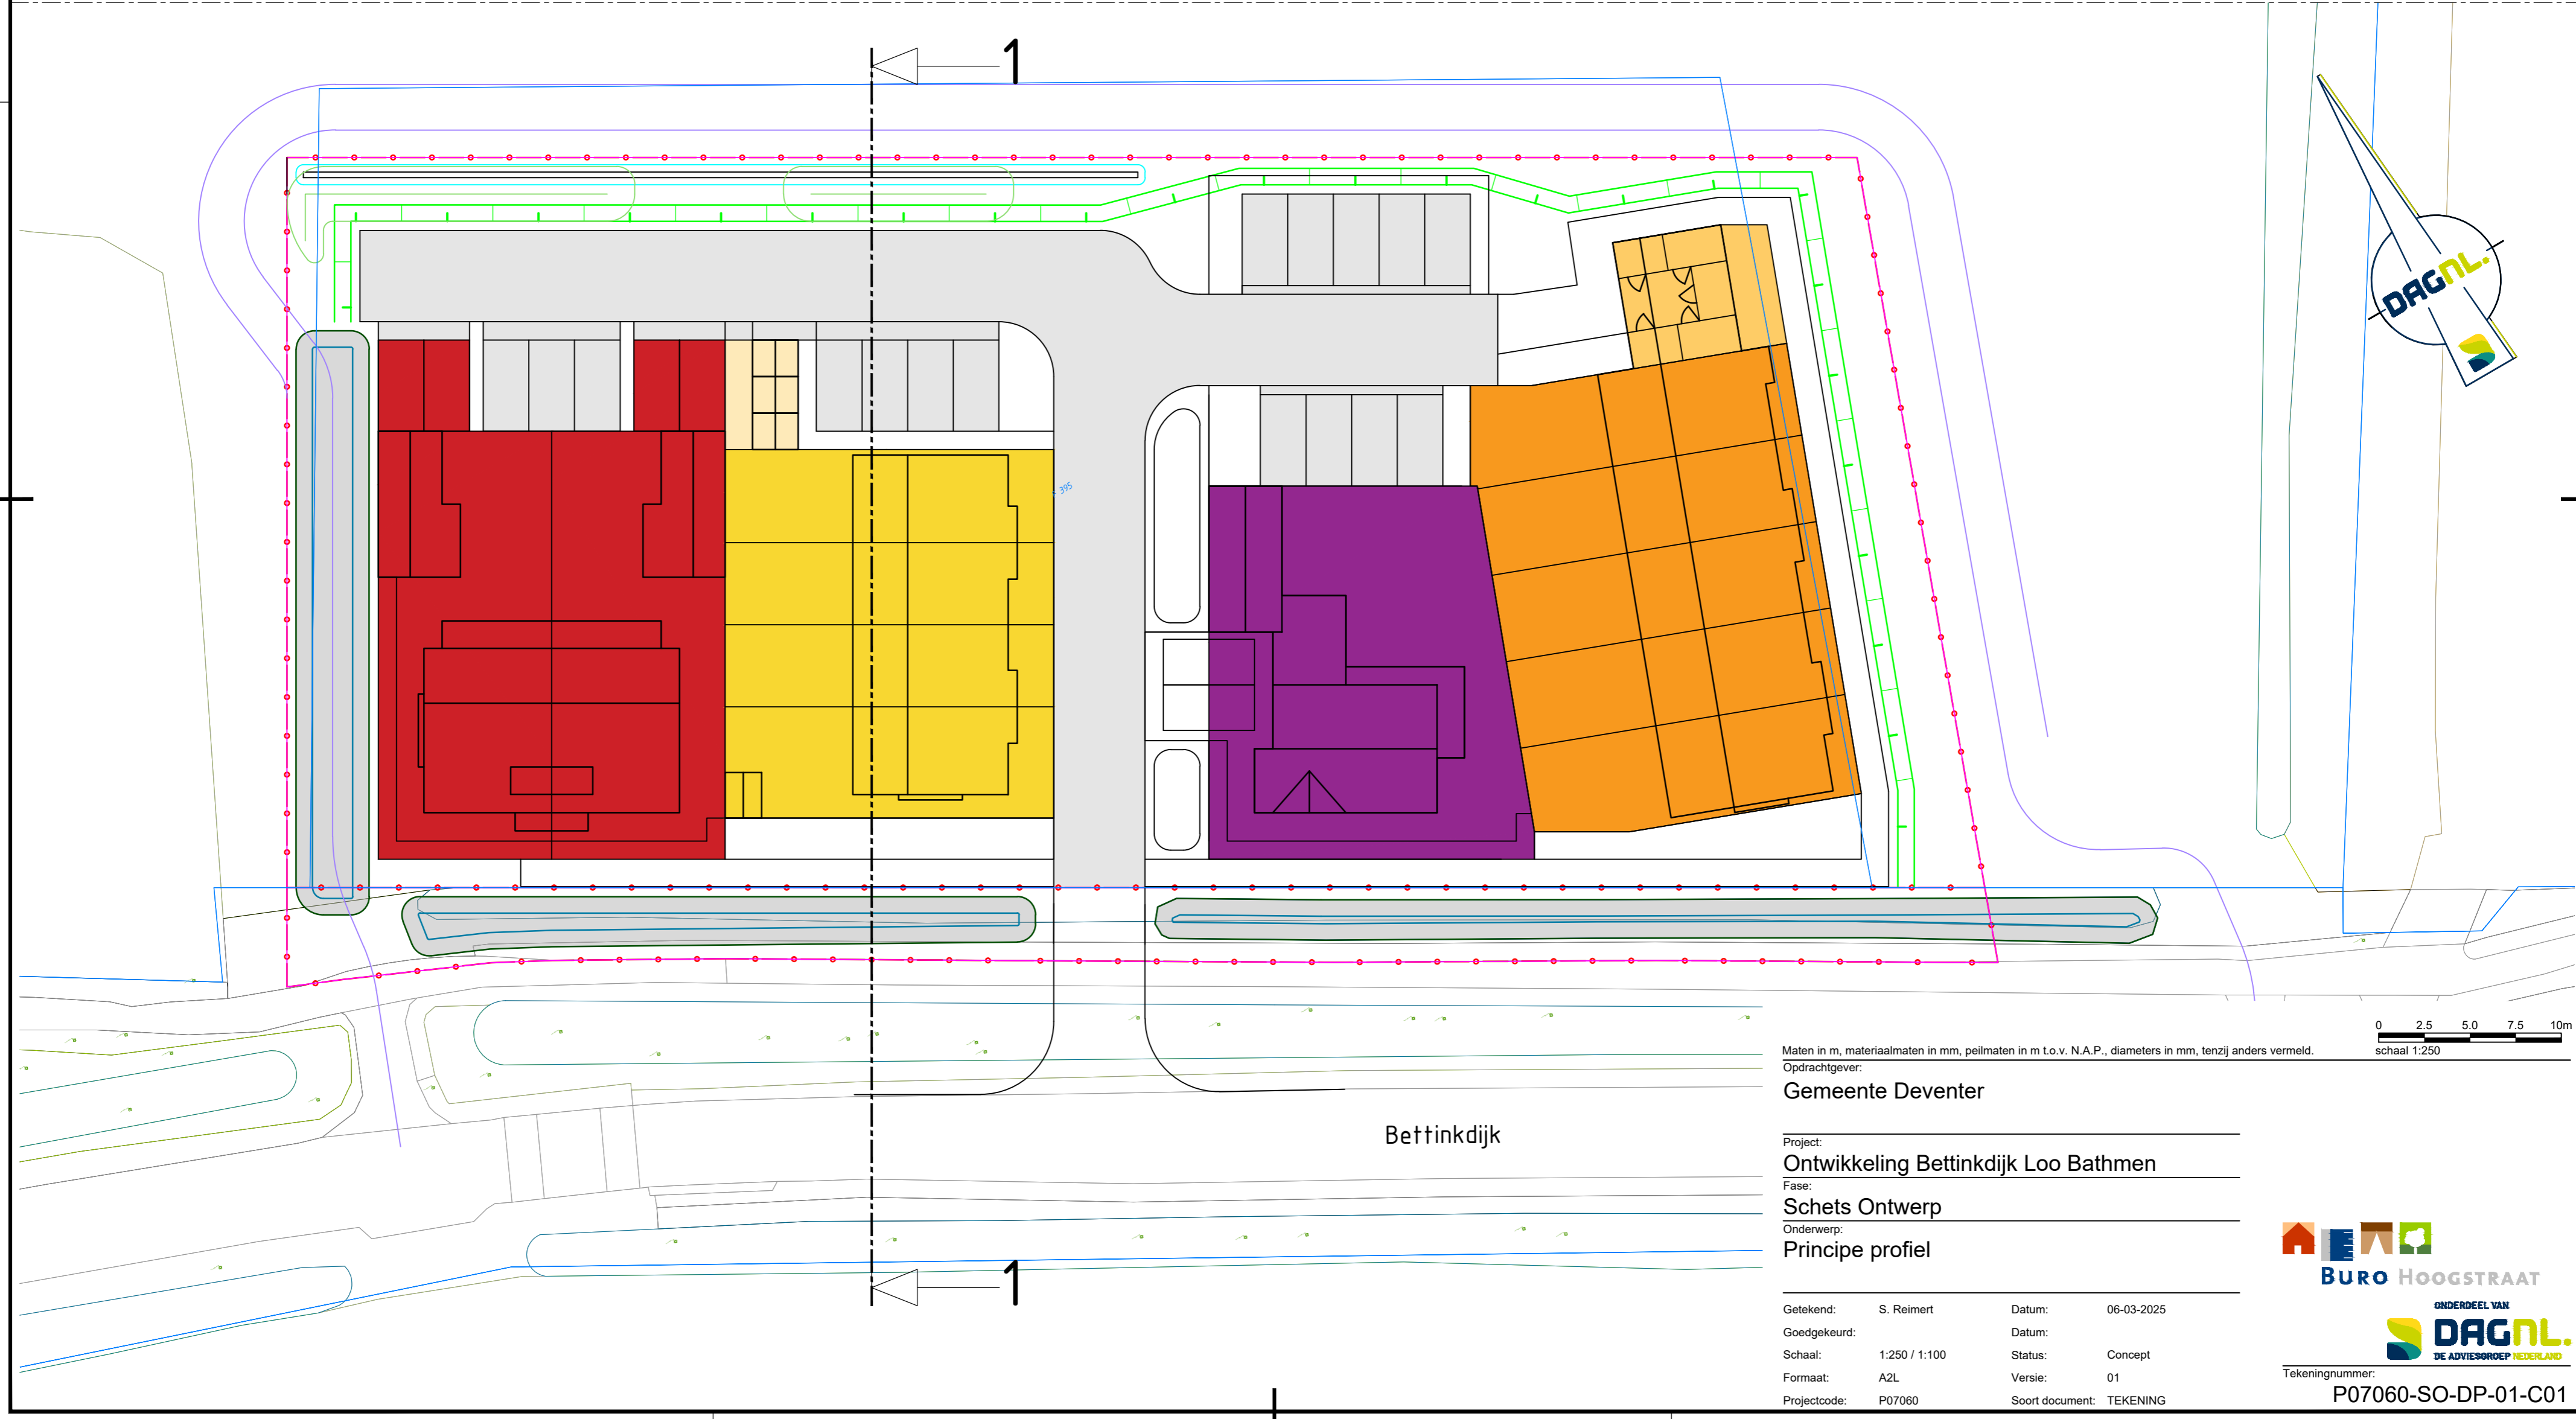 1
DAGNL.
395
1
Bettinkdijk
0 2.5 5.0 7.5 10m
schaal 1:250
Maten in m, materiaalmaten in mm, peilmaten in m t.o.v. N.A.P., diameters in mm, tenzij anders vermeld.
Opdrachtgever:
Gemeente Deventer
Project:
Ontwikkeling Bettinkdijk Loo Bathmen
Fase:
Schets Ontwerp
Onderwerp:
Principe profiel
Getekend: S. Reimert Datum: 06-03-2025
Goedgekeurd: Datum:
Schaal: 1:250 / 1:100 Status: Concept
Formaat: A2L Versie: 01
Projectcode: P07060 Soort document: TEKENING
BURO HOOGSTRAAT
ONDERDEEL VAN
DAGNL.
DE ADVIESGROEP NEDERLAND
Tekeningnummer:
P07060-SO-DP-01-C01